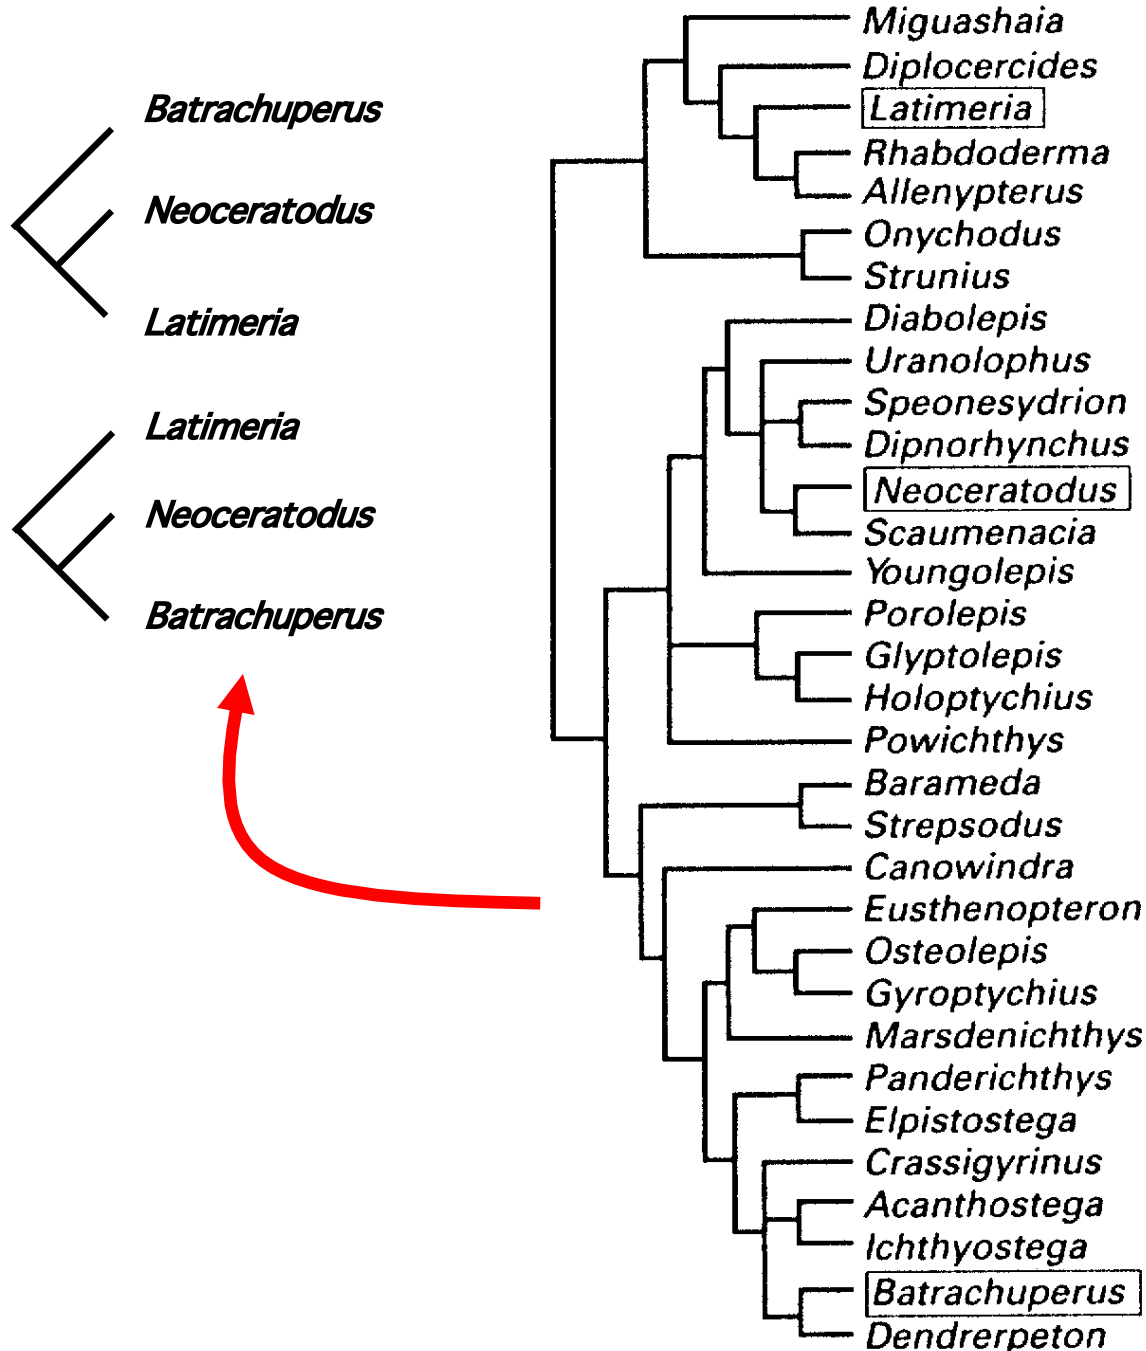 Batrachuperus
Neoceratodus
Latimeria
Latimeria
Neoceratodus
Batrachuperus
Miguashaia
Diplocercides
Latimeria
Rhabdoderma
Allenypterus
Onychodus
Strunius
Diabolepis
Uranolophus
Speonesydrion
Dipnorhynchus
Neoceratodus
Scaumenacia
Youngolepis
Porolepis
Glyptolepis
Holoptychius
Powichthys
Barameda
Strepsodus
Canowindra
Eusthenopteron
Osteolepis
Gyroptychius
Marsdenichthys
Panderichthys
Elpistostega
Crassigyrinus
Acanthostega
Ichthyostega
Batrachuperus
Dendrerpeton